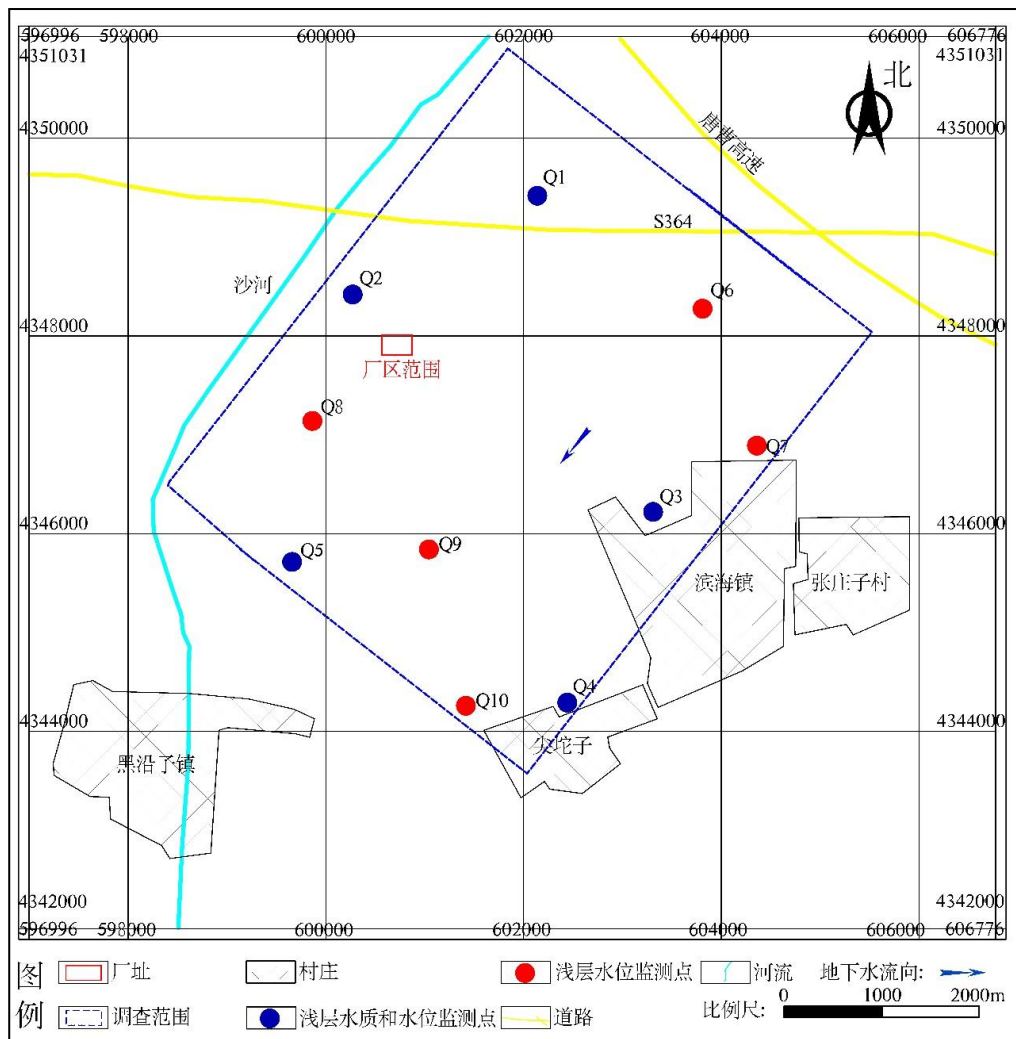 596996 598000 600000 602000 604000 606000 606776
4351031 4351031
北
4350000 4350000
唐曹高速
Q1
S364
沙河
Q2
Q6
4348000 4348000
厂区范围
Q8
Q7
Q3
4346000 4346000
Q5
Q9
滨海镇
张庄子村
Q10
Q4
4344000 4344000
尖坨子
黑沿子镇
4342000 4342000
596996 598000 600000 602000 604000 606000 606776
图例
厂址
村庄
浅层水位监测点
河流
地下水流向:
调查范围
浅层水质和水位监测点
道路
比例尺:
0 1000 2000m